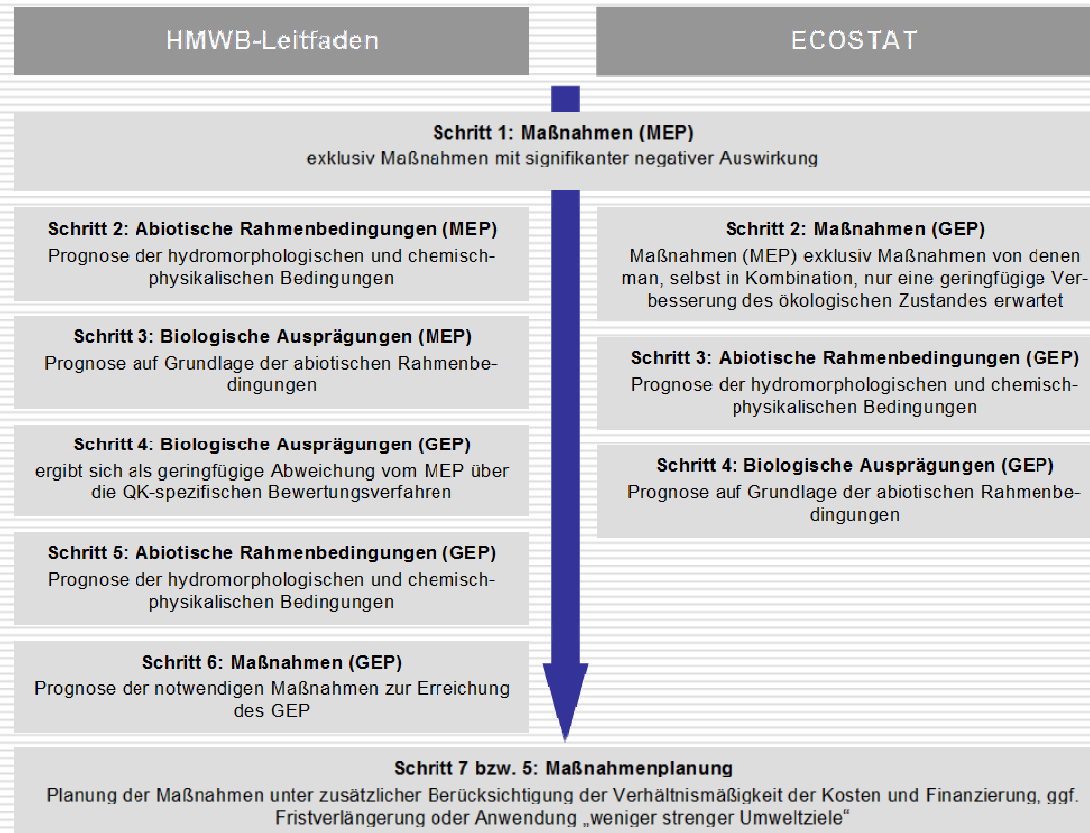 HMWB-Leitfaden
ECOSTAT
Schritt 1: Maßnahmen (MEP)
exklusiv Maßnahmen mit signifikanter negativer Auswirkung
Schritt 2: Abiotische Rahmenbedingungen (MEP)
Prognose der hydromorphologischen und chemisch-
physikalischen Bedingungen
Schritt 3: Biologische Ausprägungen (MEP)
Prognose auf Grundlage der abiotischen Rahmenbe-
dingungen
Schritt 4: Biologische Ausprägungen (GEP)
ergibt sich als geringfügige Abweichung vom MEP über
die QK-spezifischen Bewertungsverfahren
Schritt 5: Abiotische Rahmenbedingungen (GEP)
Prognose der hydromorphologischen und chemisch-
physikalischen Bedingungen
Schritt 6: Maßnahmen (GEP)
Prognose der notwendigen Maßnahmen zur Erreichung
des GEP
Schritt 2: Maßnahmen (GEP)
Maßnahmen (MEP) exklusiv Maßnahmen von denen
man, selbst in Kombination, nur eine geringfügige Ver-
besserung des ökologischen Zustandes erwartet
Schritt 3: Abiotische Rahmenbedingungen (GEP)
Prognose der hydromorphologischen und chemisch-
physikalischen Bedingungen
Schritt 4: Biologische Ausprägungen (GEP)
Prognose auf Grundlage der abiotischen Rahmenbe-
dingungen
Schritt 7 bzw. 5: Maßnahmenplanung
Planung der Maßnahmen unter zusätzlicher Berücksichtigung der Verhältnismäßigkeit der Kosten und Finanzierung, ggf.
Fristverlängerung oder Anwendung „weniger strenger Umweltziele“